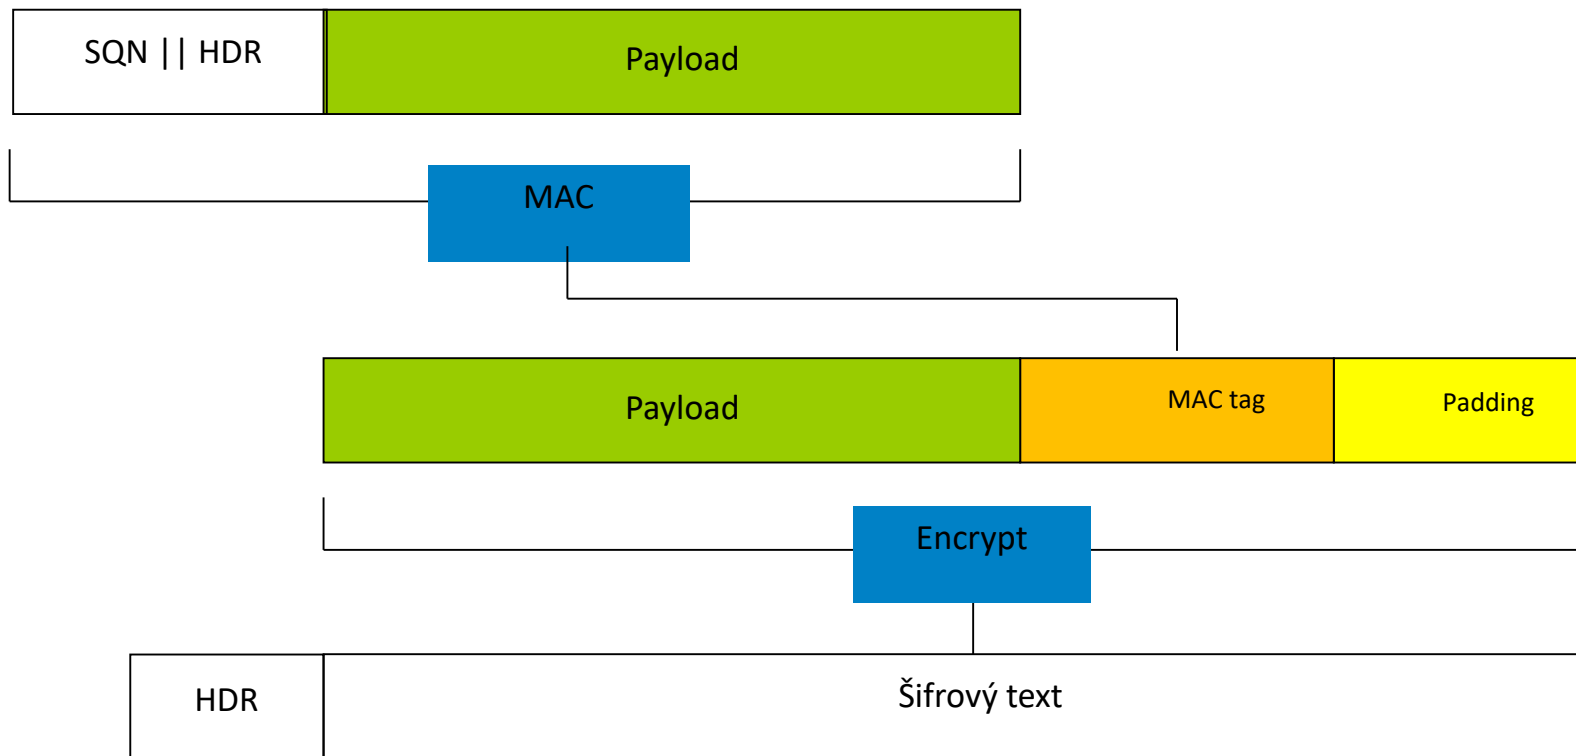 SQN || HDR
Payload
MAC
Payload
MAC tag
Padding
Encrypt
HDR
Šifrový text